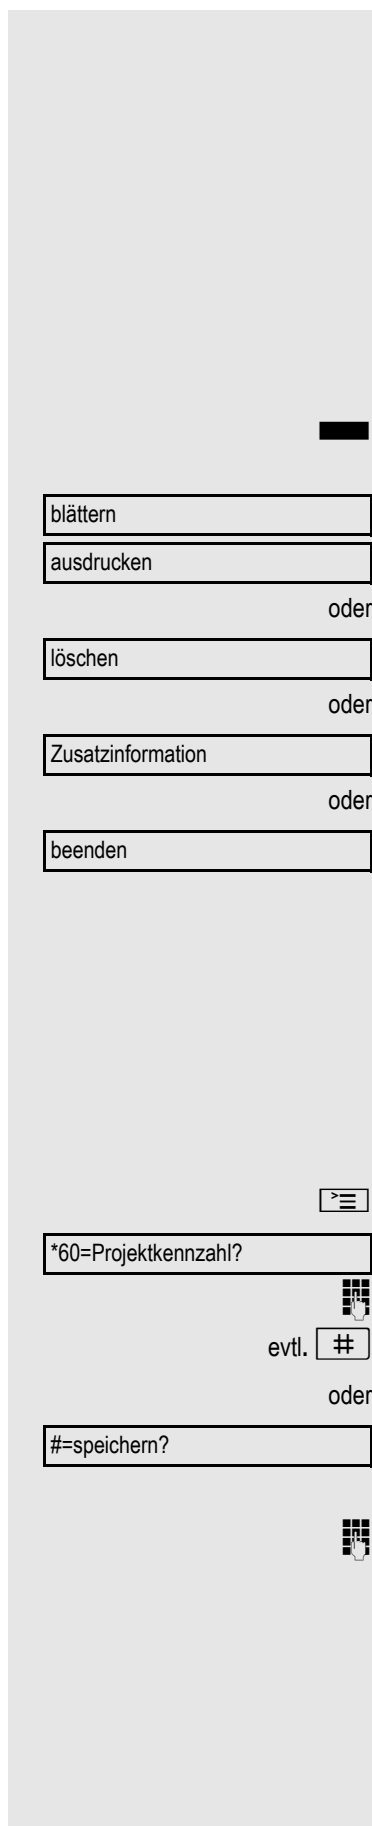 blättern
ausdrucken
oder
löschen
oder
Zusatzinformation
oder
beenden
*60=Projektkennzahl?
evtl. #
oder
#=speichern?